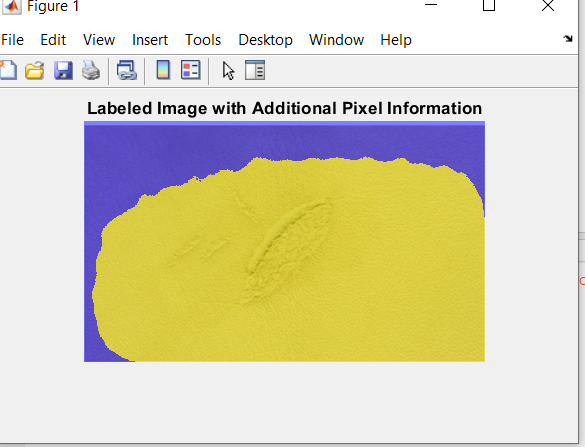 Figure 1
File Edit View Insert Tools Desktop Window Help
Labeled Image with Additional Pixel Information